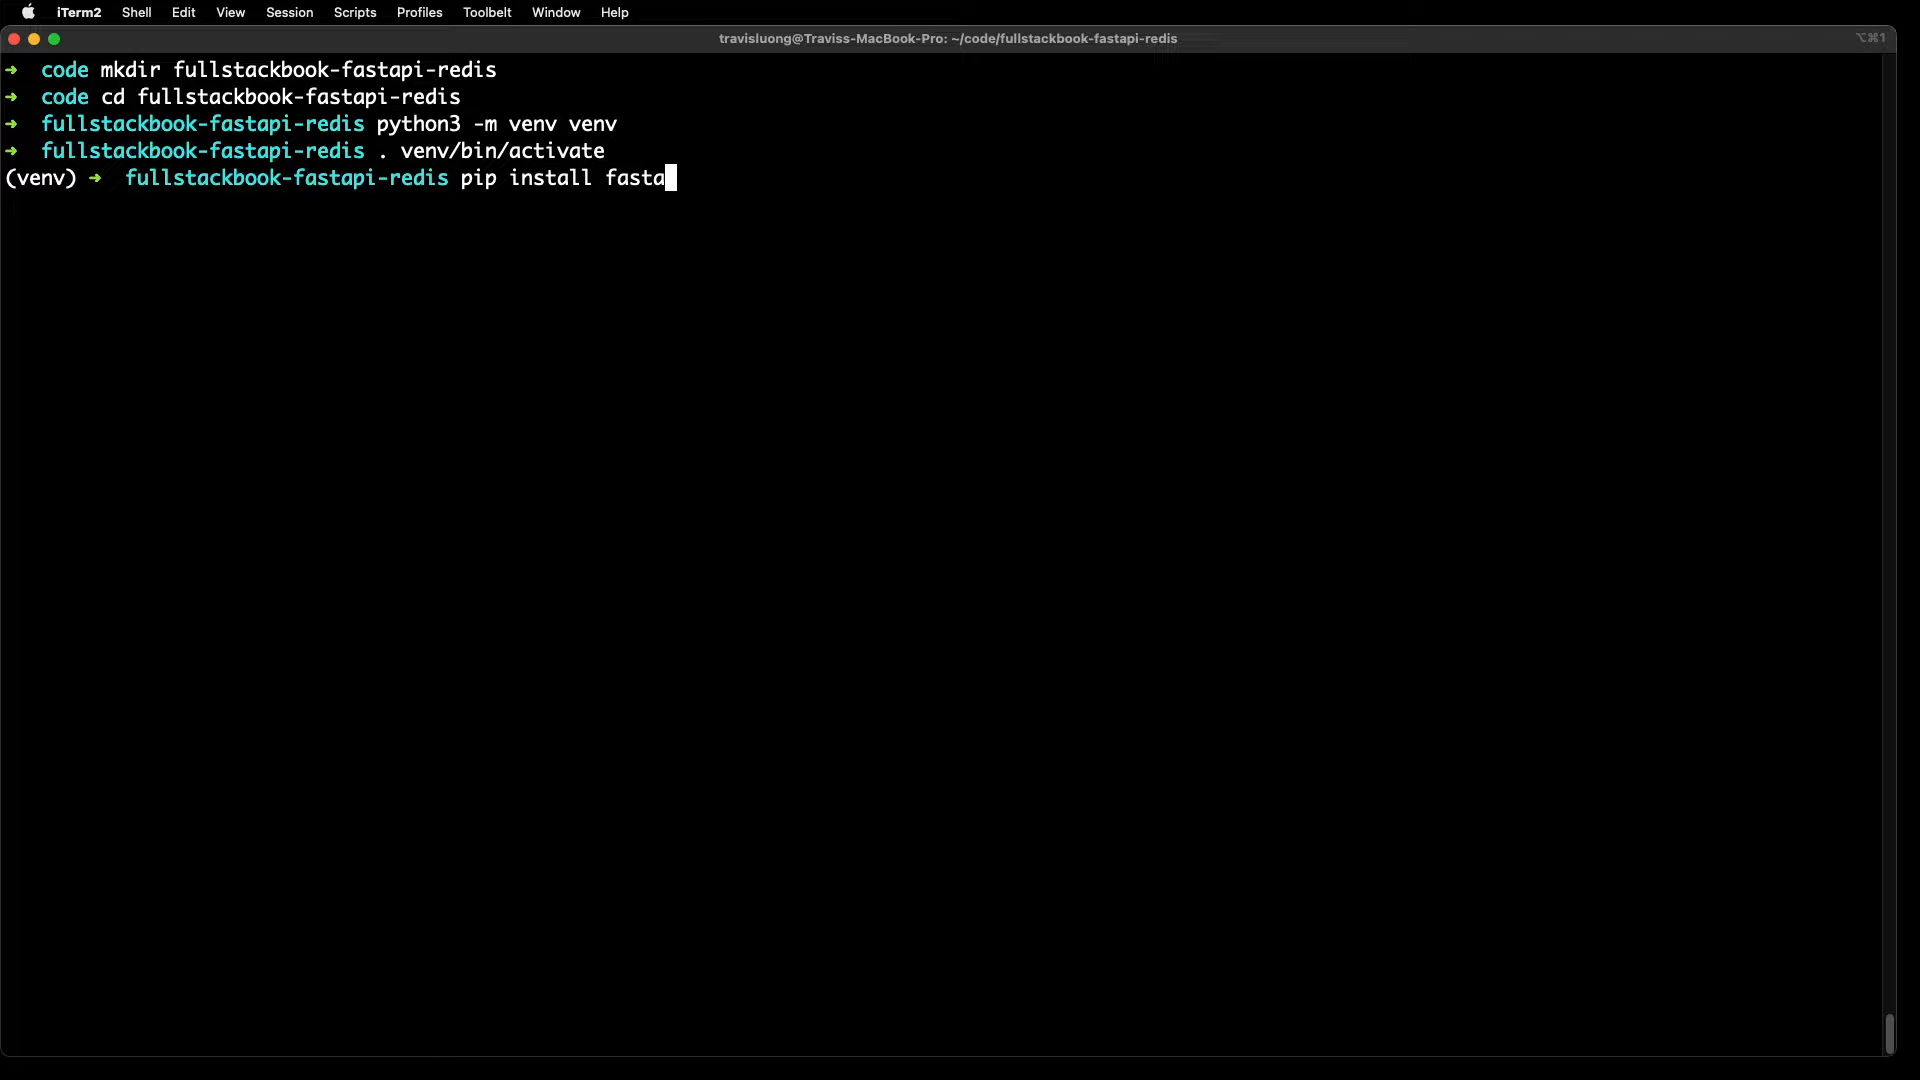 iTerm2 Shell Edit View Session Scripts Profiles Toolbelt Window Help
travisluong@Traviss-MacBook-Pro: ~/code/fullstackbook-fastapi-redis ⌥⌘1
➜ code mkdir fullstackbook-fastapi-redis
➜ code cd fullstackbook-fastapi-redis
➜ fullstackbook-fastapi-redis python3 -m venv venv
➜ fullstackbook-fastapi-redis . venv/bin/activate
(venv) ➜ fullstackbook-fastapi-redis pip install fasta